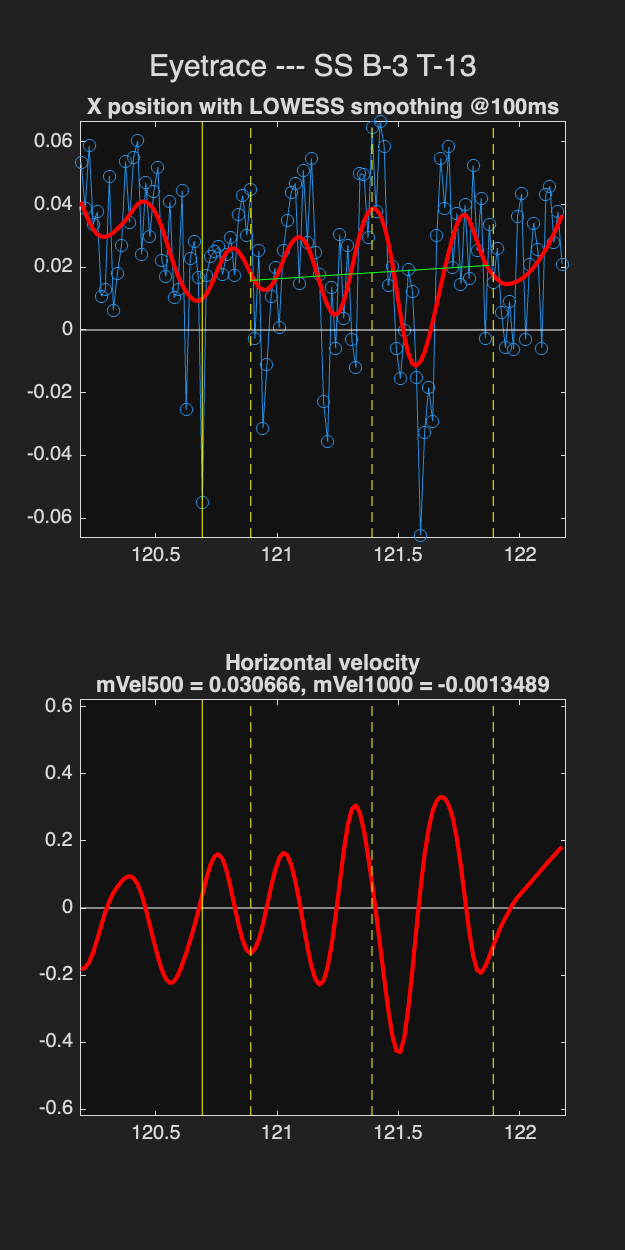 Eyetrace --- SS B-3 T-13
X position with LOWESS smoothing @100ms
0.06
0.04
0.02
0
-0.02
-0.04
-0.06
120.5 121 121.5 122
Horizontal velocity
mVel500 = 0.030666, mVel1000 = -0.0013489
0.6
0.4
0.2
0
-0.2
-0.4
-0.6
120.5 121 121.5 122